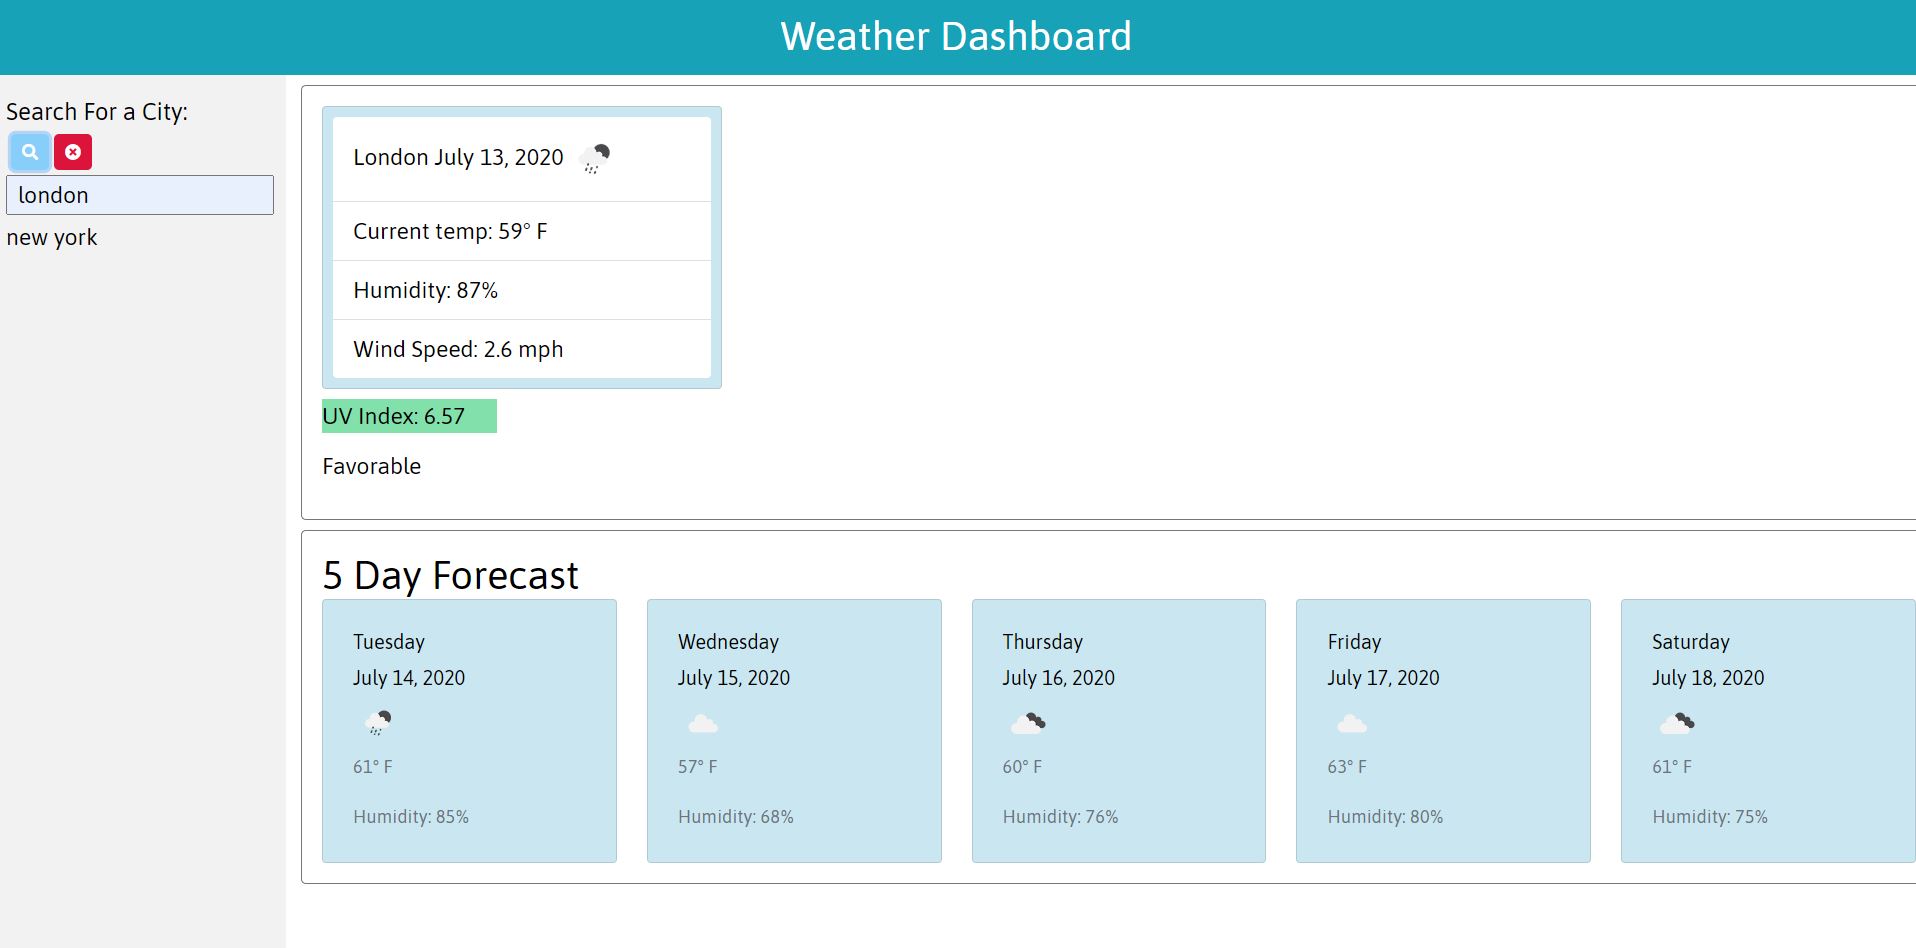 Weather Dashboard
Search For a City:
london
new york
London July 13, 2020
Current temp: 59° F
Humidity: 87%
Wind Speed: 2.6 mph
UV Index: 6.57
Favorable
5 Day Forecast
Tuesday
July 14, 2020
61° F
Humidity: 85%
Wednesday
July 15, 2020
57° F
Humidity: 68%
Thursday
July 16, 2020
60° F
Humidity: 76%
Friday
July 17, 2020
63° F
Humidity: 80%
Saturday
July 18, 2020
61° F
Humidity: 75%